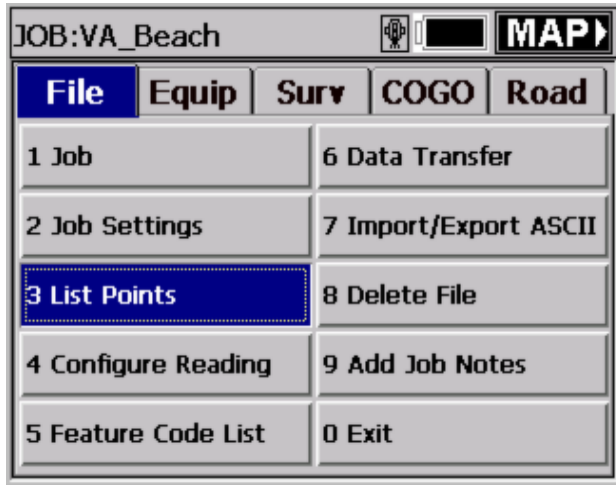 JOB:VA_Beach MAP
File Equip Surv COGO Road
1 Job 6 Data Transfer
2 Job Settings 7 Import/Export ASCII
3 List Points 8 Delete File
4 Configure Reading 9 Add Job Notes
5 Feature Code List 0 Exit